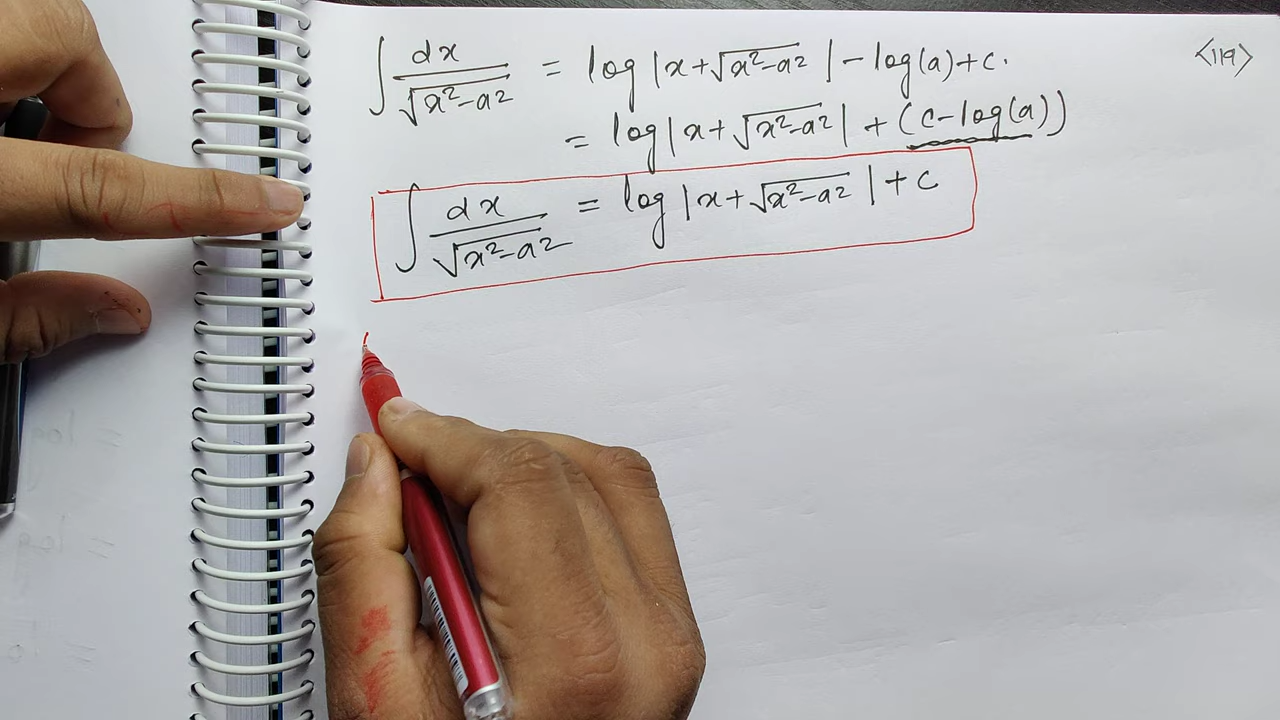 ∫ dx/√(x²-a²) = log |x+√(x²-a²)| - log(a)+c. <119>
= log|x+√(x²-a²)| + (c-log(a))
∫ dx/√(x²-a²) = log |x+√(x²-a²)| + c